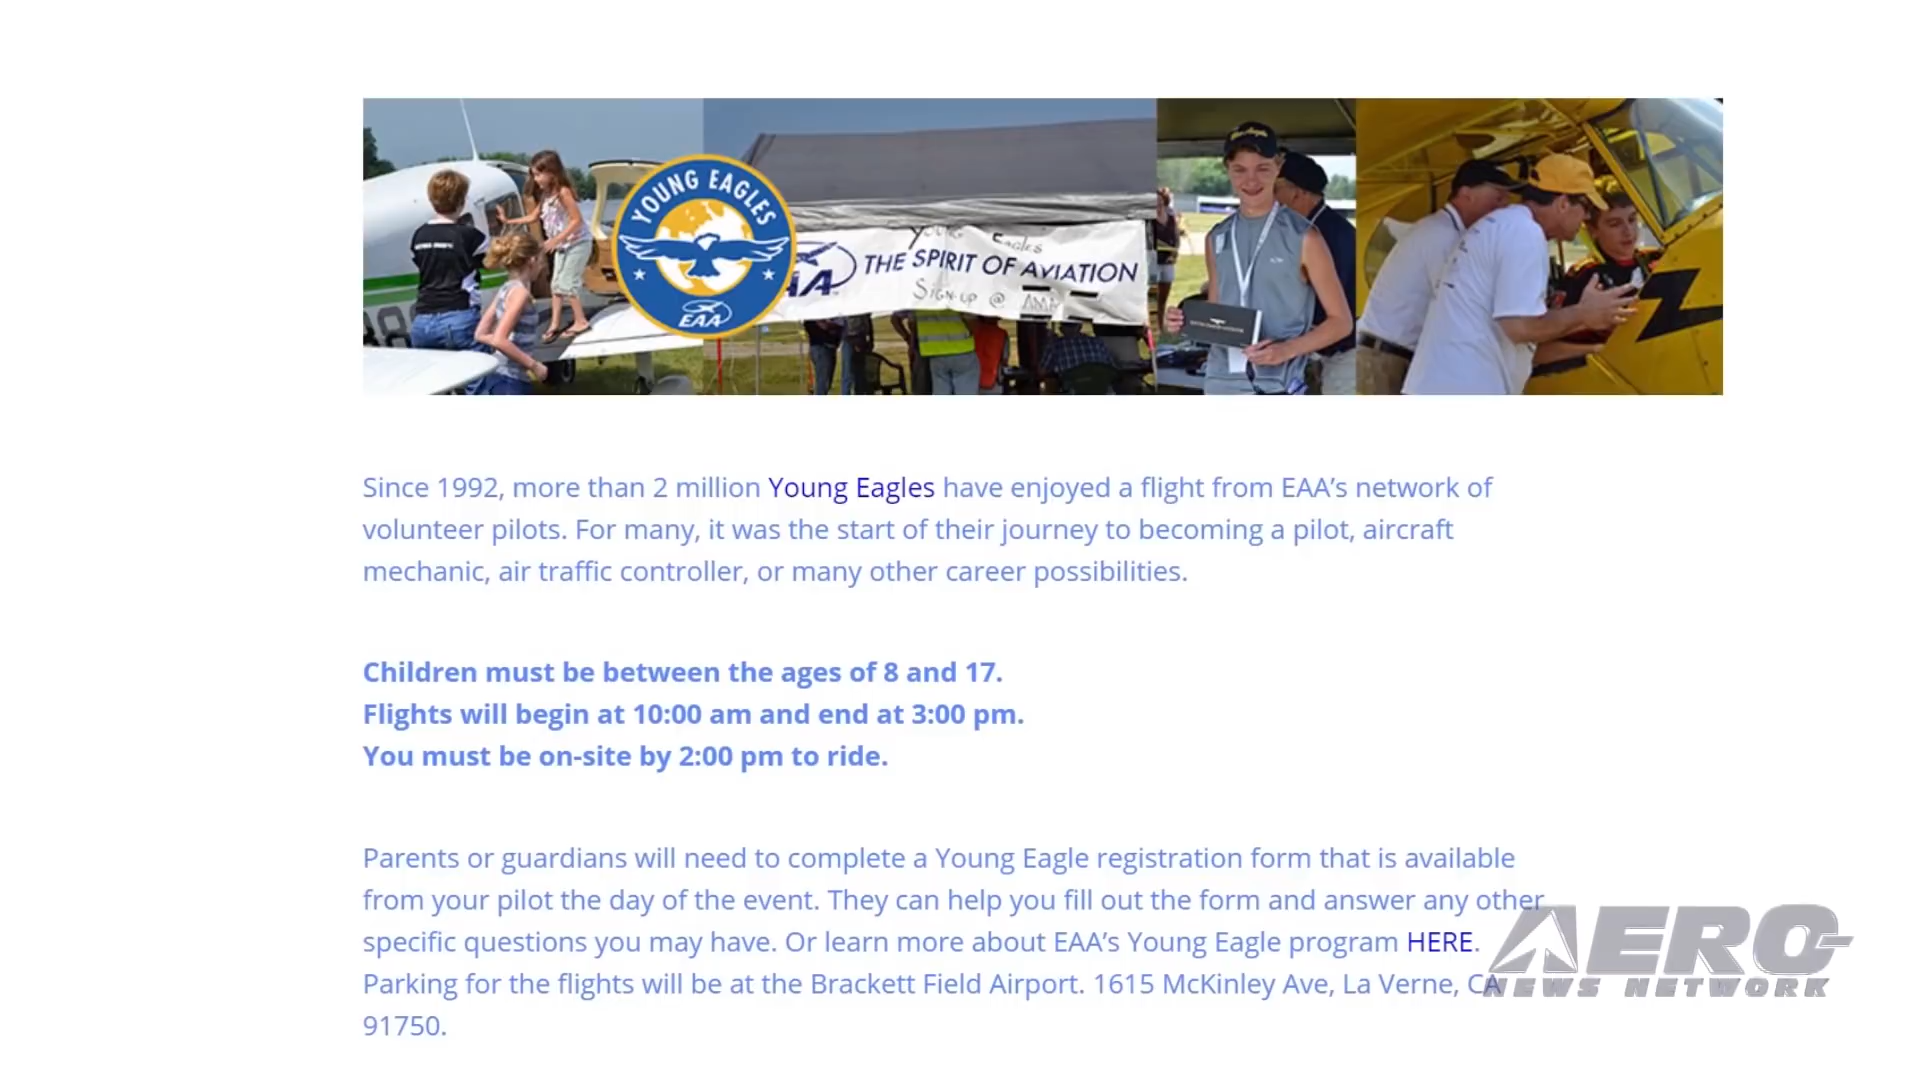 YOUNG EAGLES
EAA
Young Eagles
THE SPIRIT OF AVIATION
SIGN-UP @
Since 1992, more than 2 million Young Eagles have enjoyed a flight from EAA’s network of
volunteer pilots. For many, it was the start of their journey to becoming a pilot, aircraft
mechanic, air traffic controller, or many other career possibilities.
Children must be between the ages of 8 and 17.
Flights will begin at 10:00 am and end at 3:00 pm.
You must be on-site by 2:00 pm to ride.
Parents or guardians will need to complete a Young Eagle registration form that is available
from your pilot the day of the event. They can help you fill out the form and answer any other
specific questions you may have. Or learn more about EAA’s Young Eagle program HERE.
Parking for the flights will be at the Brackett Field Airport. 1615 McKinley Ave, La Verne, CA
91750.
AERO-
NEWS NETWORK